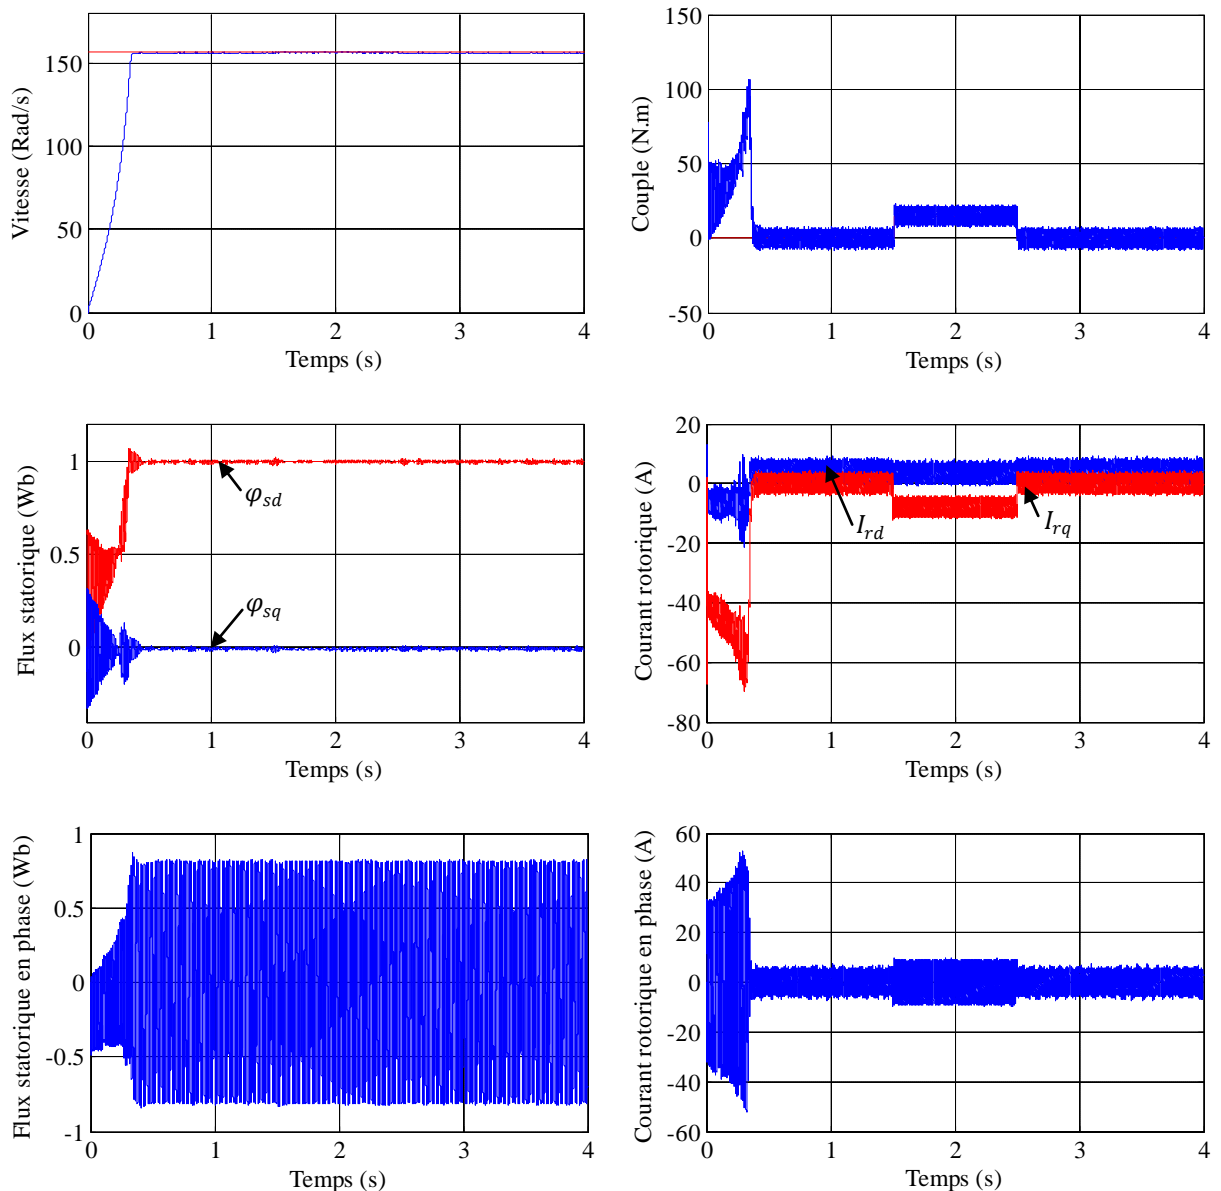 Vitesse (Rad/s)
150
100
50
0
0 1 2 3 4
Temps (s)
Couple (N.m)
150
100
50
0
-50
0 1 2 3 4
Temps (s)
Flux statorique (Wb)
1
0.5
0
φsd
φsq
0 1 2 3 4
Temps (s)
Courant rotorique (A)
20
0
-20
-40
-60
-80
Ird
Irq
0 1 2 3 4
Temps (s)
Flux statorique en phase (Wb)
1
0.5
0
-0.5
-1
0 1 2 3 4
Temps (s)
Courant rotorique en phase (A)
60
40
20
0
-20
-40
-60
0 1 2 3 4
Temps (s)